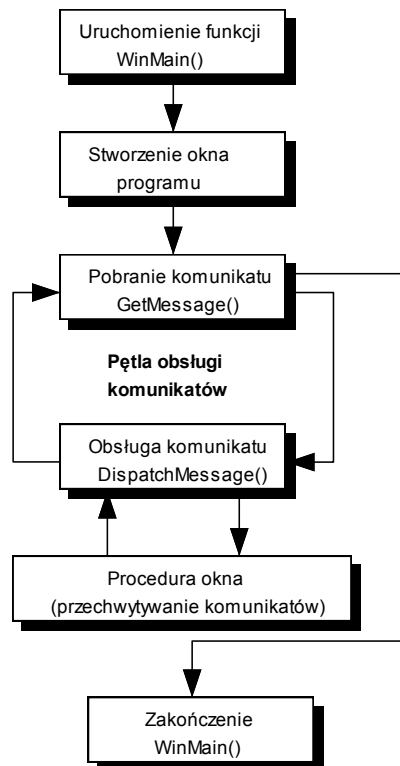 Uruchomienie funkcji
WinMain()
Stworzenie okna
programu
Pobranie komunikatu
GetMessage()
Pętla obsługi
komunikatów
Obsługa komunikatu
DispatchMessage()
Procedura okna
(przechwytywanie komunikatów)
Zakończenie
WinMain()